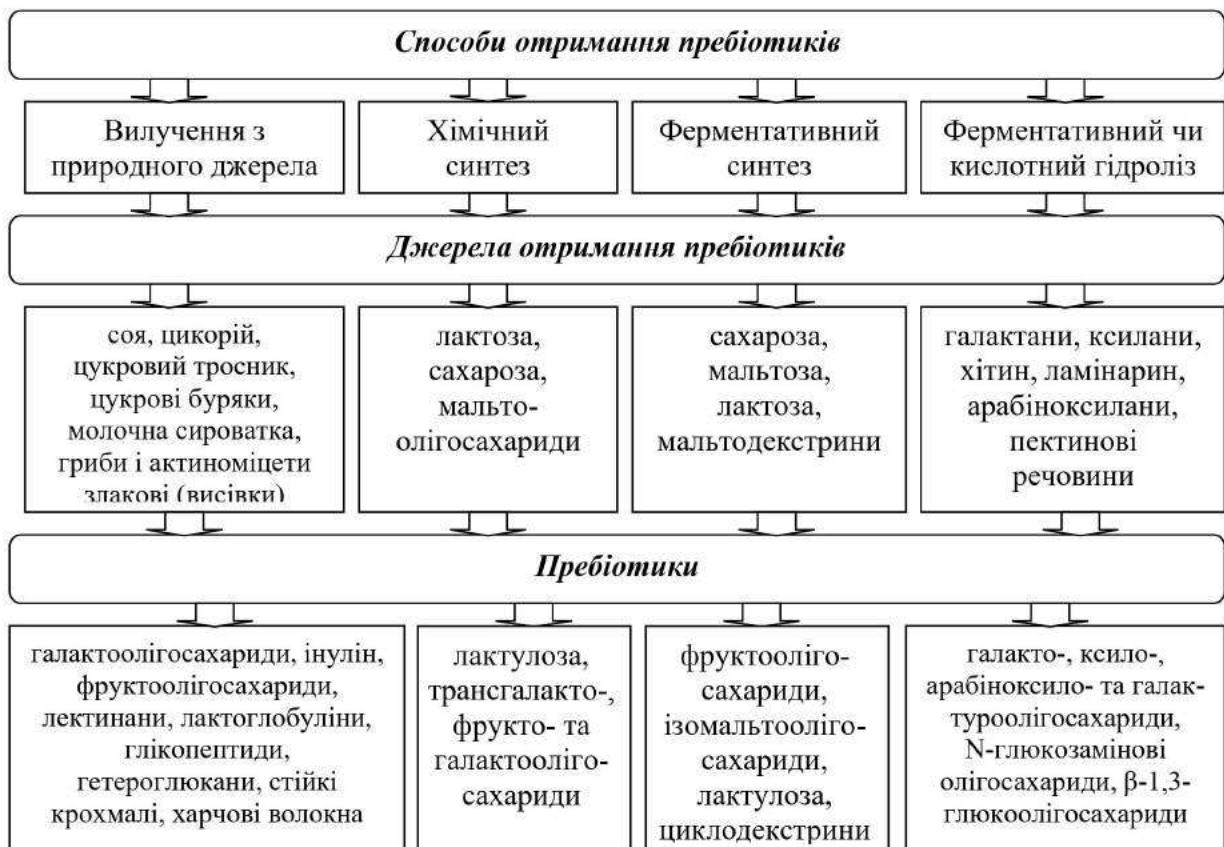 Способи отримання пребіотиків
Вилучення з
природного джерела
Хімічний
синтез
Ферментативний
синтез
Ферментативний чи
кислотний гідроліз
Джерела отримання пребіотиків
соя, цикорій,
цукровий тросник,
цукрові буряки,
молочна сироватка,
гриби і актиноміцети
злакові (висівки)
лактоза,
сахароза,
мальто-
олігосахариди
сахароза,
мальтоза,
лактоза,
мальтодекстрини
галактани, ксилани,
хітин, ламінарин,
арабіноксилани,
пектинові
речовини
Пребіотики
галактоолігосахариди, інулін,
фруктоолігосахариди,
лектинани, лактоглобуліни,
глікопептиди,
гетероглюкани, стійкі
крохмалі, харчові волокна
лактулоза,
трансгалакто-,
фрукто- та
галактооліго-
сахариди
фруктооліго-
сахариди,
ізомальтооліго-
сахариди,
лактулоза,
циклодекстрини
галакто-, ксило-,
арабіноксило- та галак-
туроолігосахариди,
N-глюкозамінові
олігосахариди, β-1,3-
глюкоолігосахариди